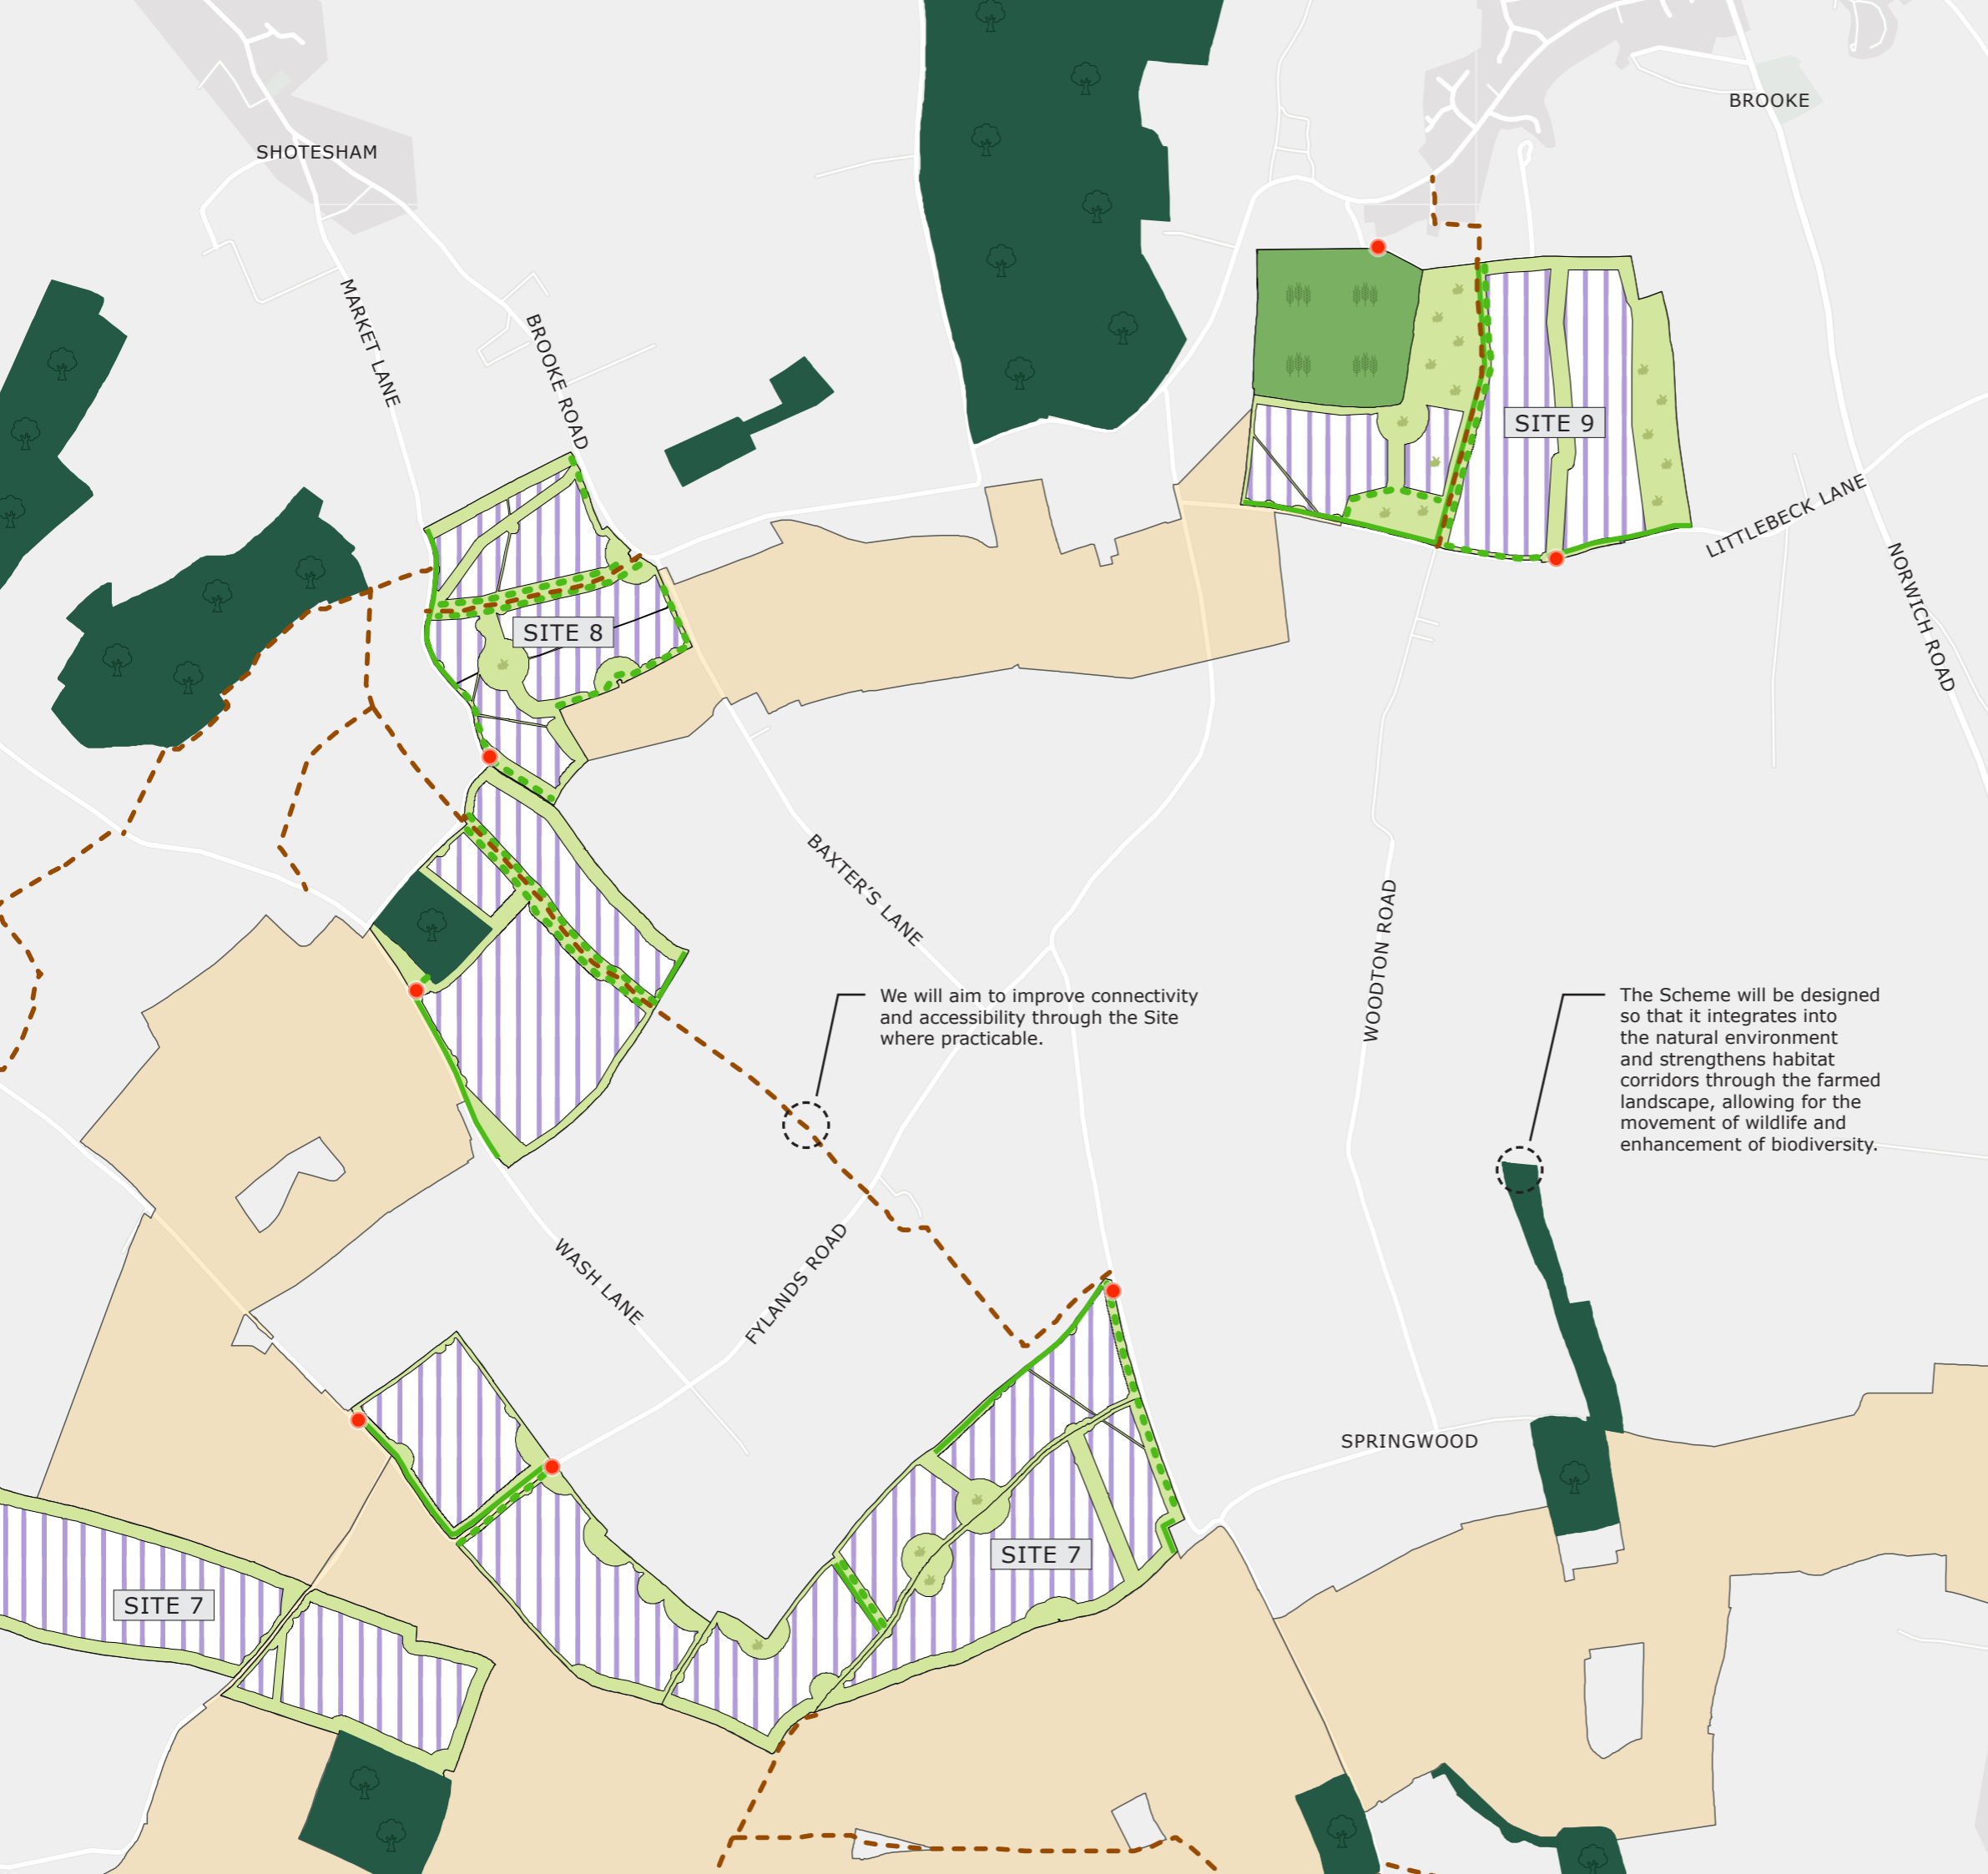 BROOKE
SHOTESHAM
MARKET LANE
BROOKE ROAD
SITE 9
LITTLEBECK LANE
NORWICH ROAD
SITE 8
BAXTER'S LANE
WOODTON ROAD
We will aim to improve connectivity
and accessibility through the Site
where practicable.
The Scheme will be designed
so that it integrates into
the natural environment
and strengthens habitat
corridors through the farmed
landscape, allowing for the
movement of wildlife and
enhancement of biodiversity.
WASH LANE
FYLANDS ROAD
SPRINGWOOD
SITE 7
SITE 7